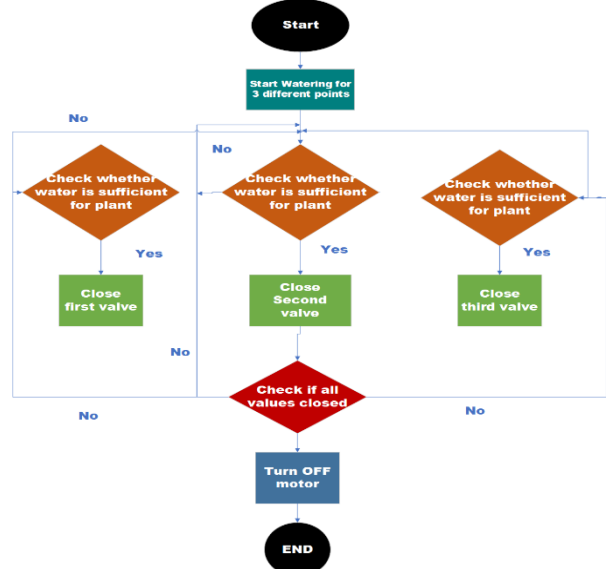 Start
Start Watering for
3 different points
No
No
Check whether
water is sufficient
for plant
Check whether
water is sufficient
for plant
Check whether
water is sufficient
for plant
Yes
Yes
Yes
Close
first valve
Close
Second
valve
Close
third valve
No
Check if all
values closed
No
No
Turn OFF
motor
END